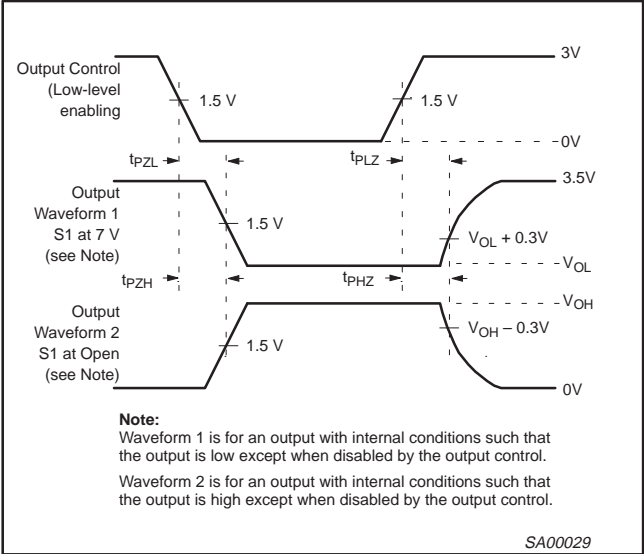 3V
Output Control
(Low-level
enabling
1.5 V
1.5 V
0V
tPZL
tPLZ
3.5V
Output
Waveform 1
S1 at 7 V
(see Note)
1.5 V
VOL + 0.3V
VOL
tPZH
tPHZ
VOH
Output
Waveform 2
S1 at Open
(see Note)
1.5 V
VOH – 0.3V
0V
Note:
Waveform 1 is for an output with internal conditions such that
the output is low except when disabled by the output control.
Waveform 2 is for an output with internal conditions such that
the output is high except when disabled by the output control.
SA00029